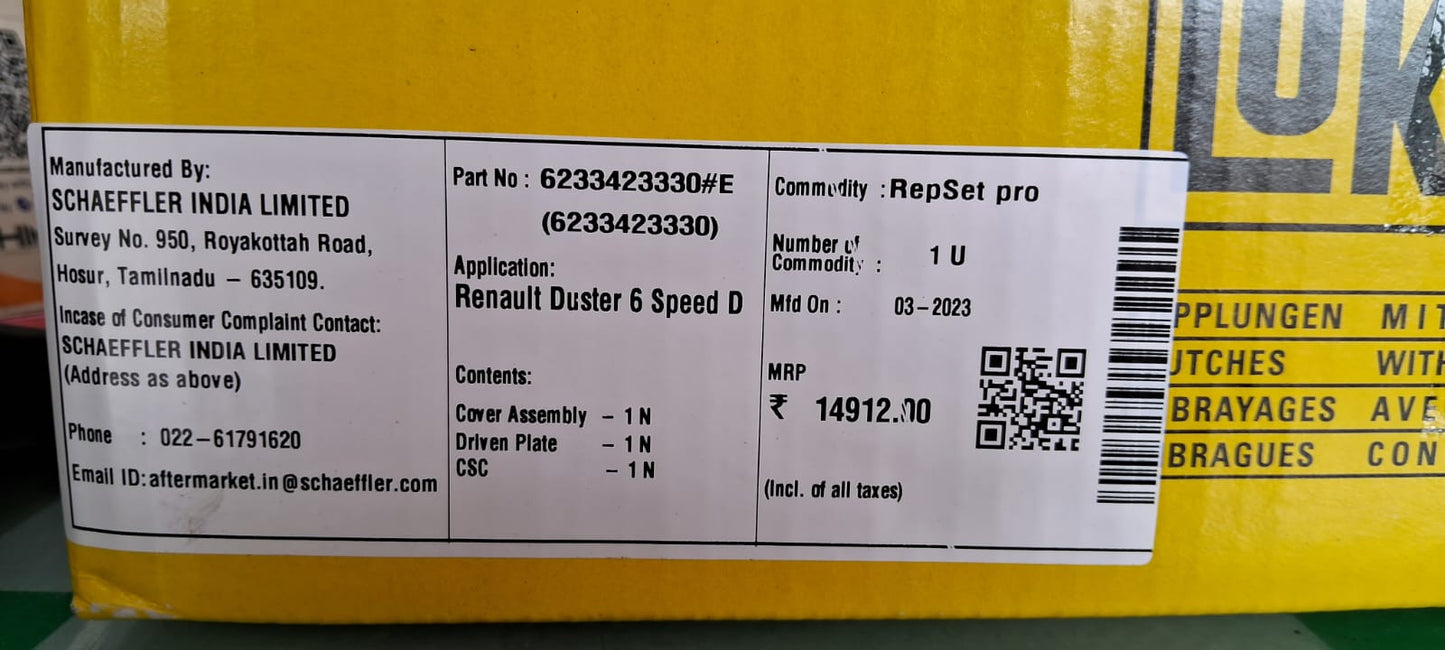 LUK
Manufactured By:
SCHAEFFLER INDIA LIMITED
Survey No. 950, Royakottah Road,
Hosur, Tamilnadu – 635109.
Incase of Consumer Complaint Contact:
SCHAEFFLER INDIA LIMITED
(Address as above)
Phone : 022–61791620
Email ID:aftermarket.in@schaeffler.com
Part No : 6233423330#E
(6233423330)
Application:
Renault Duster 6 Speed D
Contents:
Cover Assembly – 1 N
Driven Plate – 1 N
CSC – 1 N
Commodity :RepSet pro
Number of
Commodity : 1 U
Mfd On : 03–2023
MRP
₹ 14912.00
(Incl. of all taxes)
PPLUNGEN MIT
UTCHES WITH
BRAYAGES AVE
BRAGUES CON